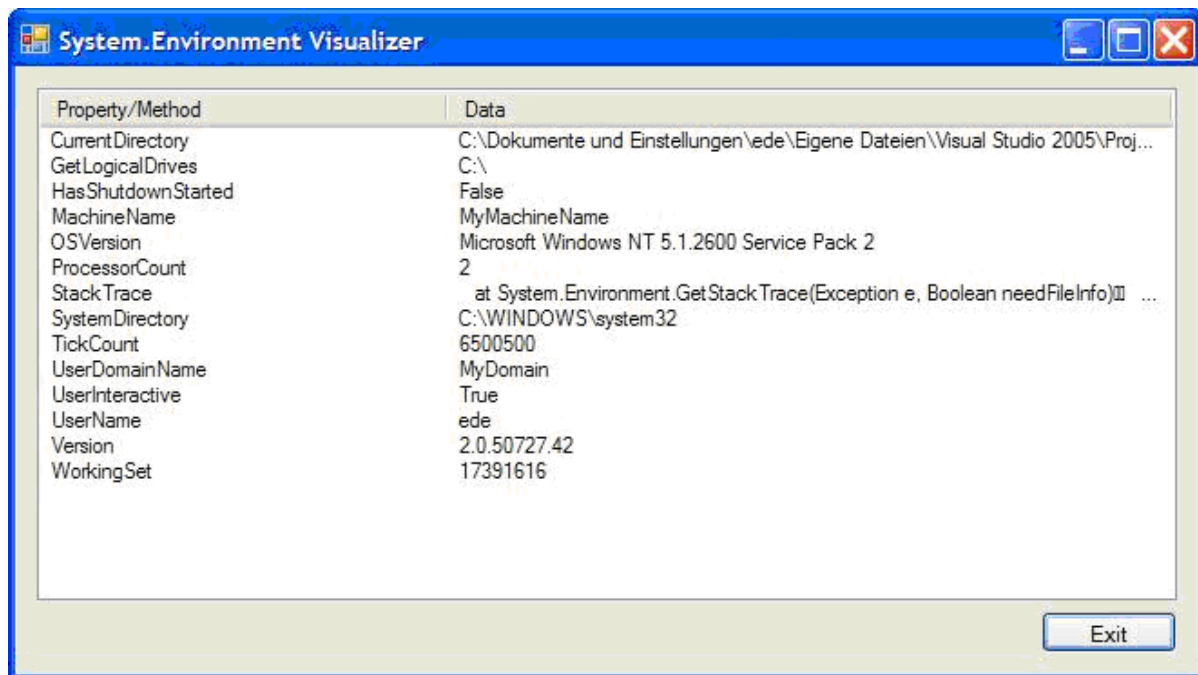 System.Environment Visualizer
Property/Method Data
CurrentDirectory C:\Dokumente und Einstellungen\ede\Eigene Dateien\Visual Studio 2005\Proj...
GetLogicalDrives C:\
HasShutdownStarted False
MachineName MyMachineName
OSVersion Microsoft Windows NT 5.1.2600 Service Pack 2
ProcessorCount 2
StackTrace at System.Environment.GetStackTrace(Exception e, Boolean needFileInfo) ...
SystemDirectory C:\WINDOWS\system32
TickCount 6500500
UserDomainName MyDomain
UserInteractive True
UserName ede
Version 2.0.50727.42
WorkingSet 17391616
Exit